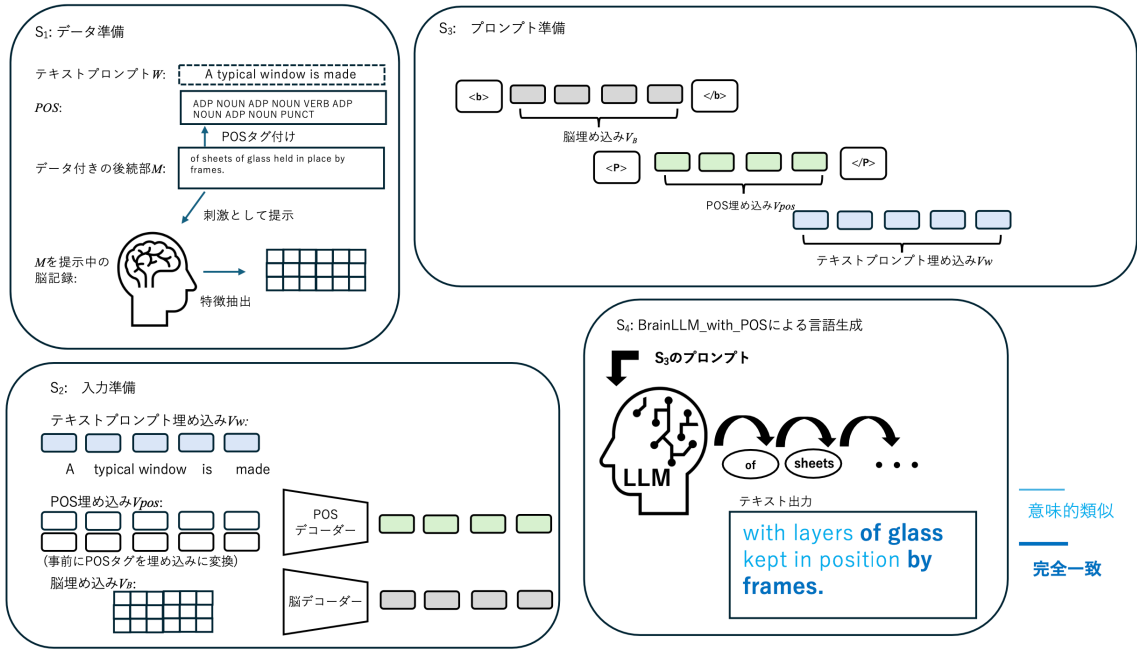 S₁: データ準備
テキストプロンプトW:
A typical window is made
POS:
ADP NOUN ADP NOUN VERB ADP
NOUN ADP NOUN PUNCT
POSタグ付け
データ付きの後続部M:
of sheets of glass held in place by
frames.
刺激として提示
Mを提示中の
脳記録:
特徴抽出
S₂: 入力準備
テキストプロンプト埋め込みVw:
A typical window is made
POS埋め込みVpos:
(事前にPOSタグを埋め込みに変換)
POS
デコーダー
脳埋め込みV_B:
脳デコーダー
S₃: プロンプト準備
<b>
</b>
脳埋め込みV_B
<P>
</P>
POS埋め込みVpos
テキストプロンプト埋め込みVw
S₄: BrainLLM_with_POSによる言語生成
S₃のプロンプト
LLM
of
sheets
• • •
テキスト出力
with layers of glass
kept in position by
frames.
意味的類似
完全一致